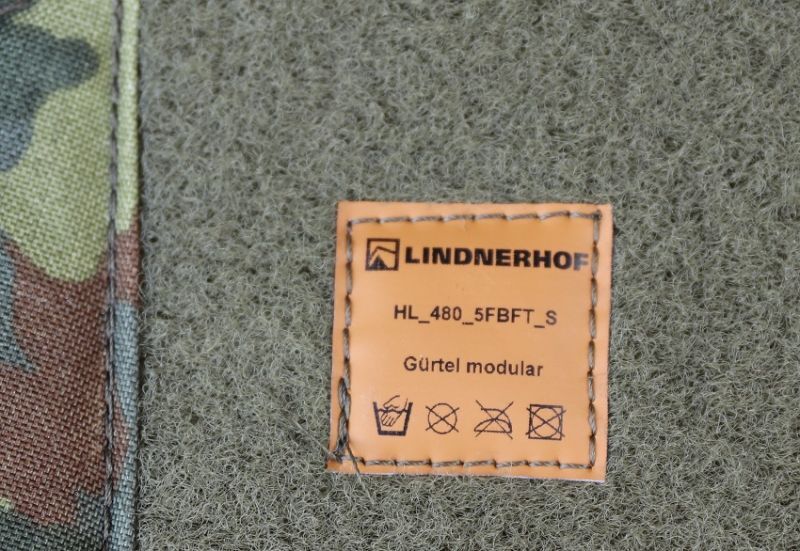 LINDNERHOF
HL_480_5FBFT_S
Gürtel modular